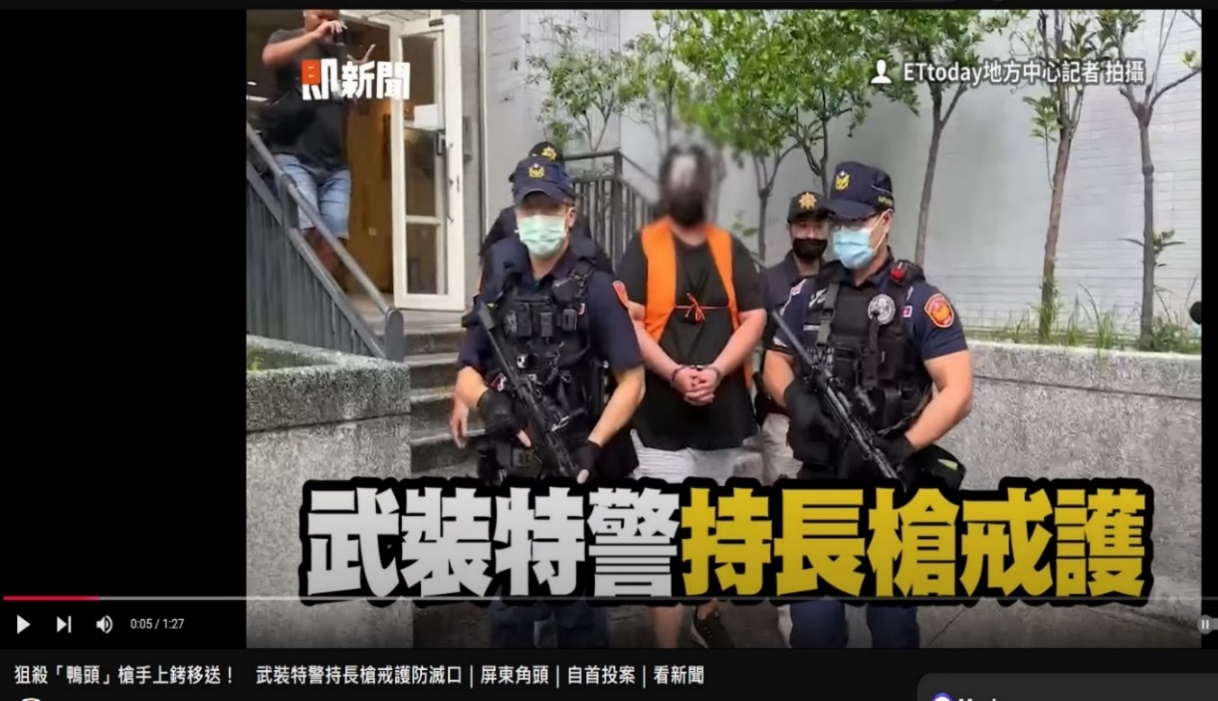 即新聞
ETtoday地方中心記者 拍攝
武裝特警持長槍戒護
0:05 / 1:27
狙殺「鴨頭」槍手上銬移送! 武裝特警持長槍戒護防滅口|屏東角頭|自首投案|看新聞